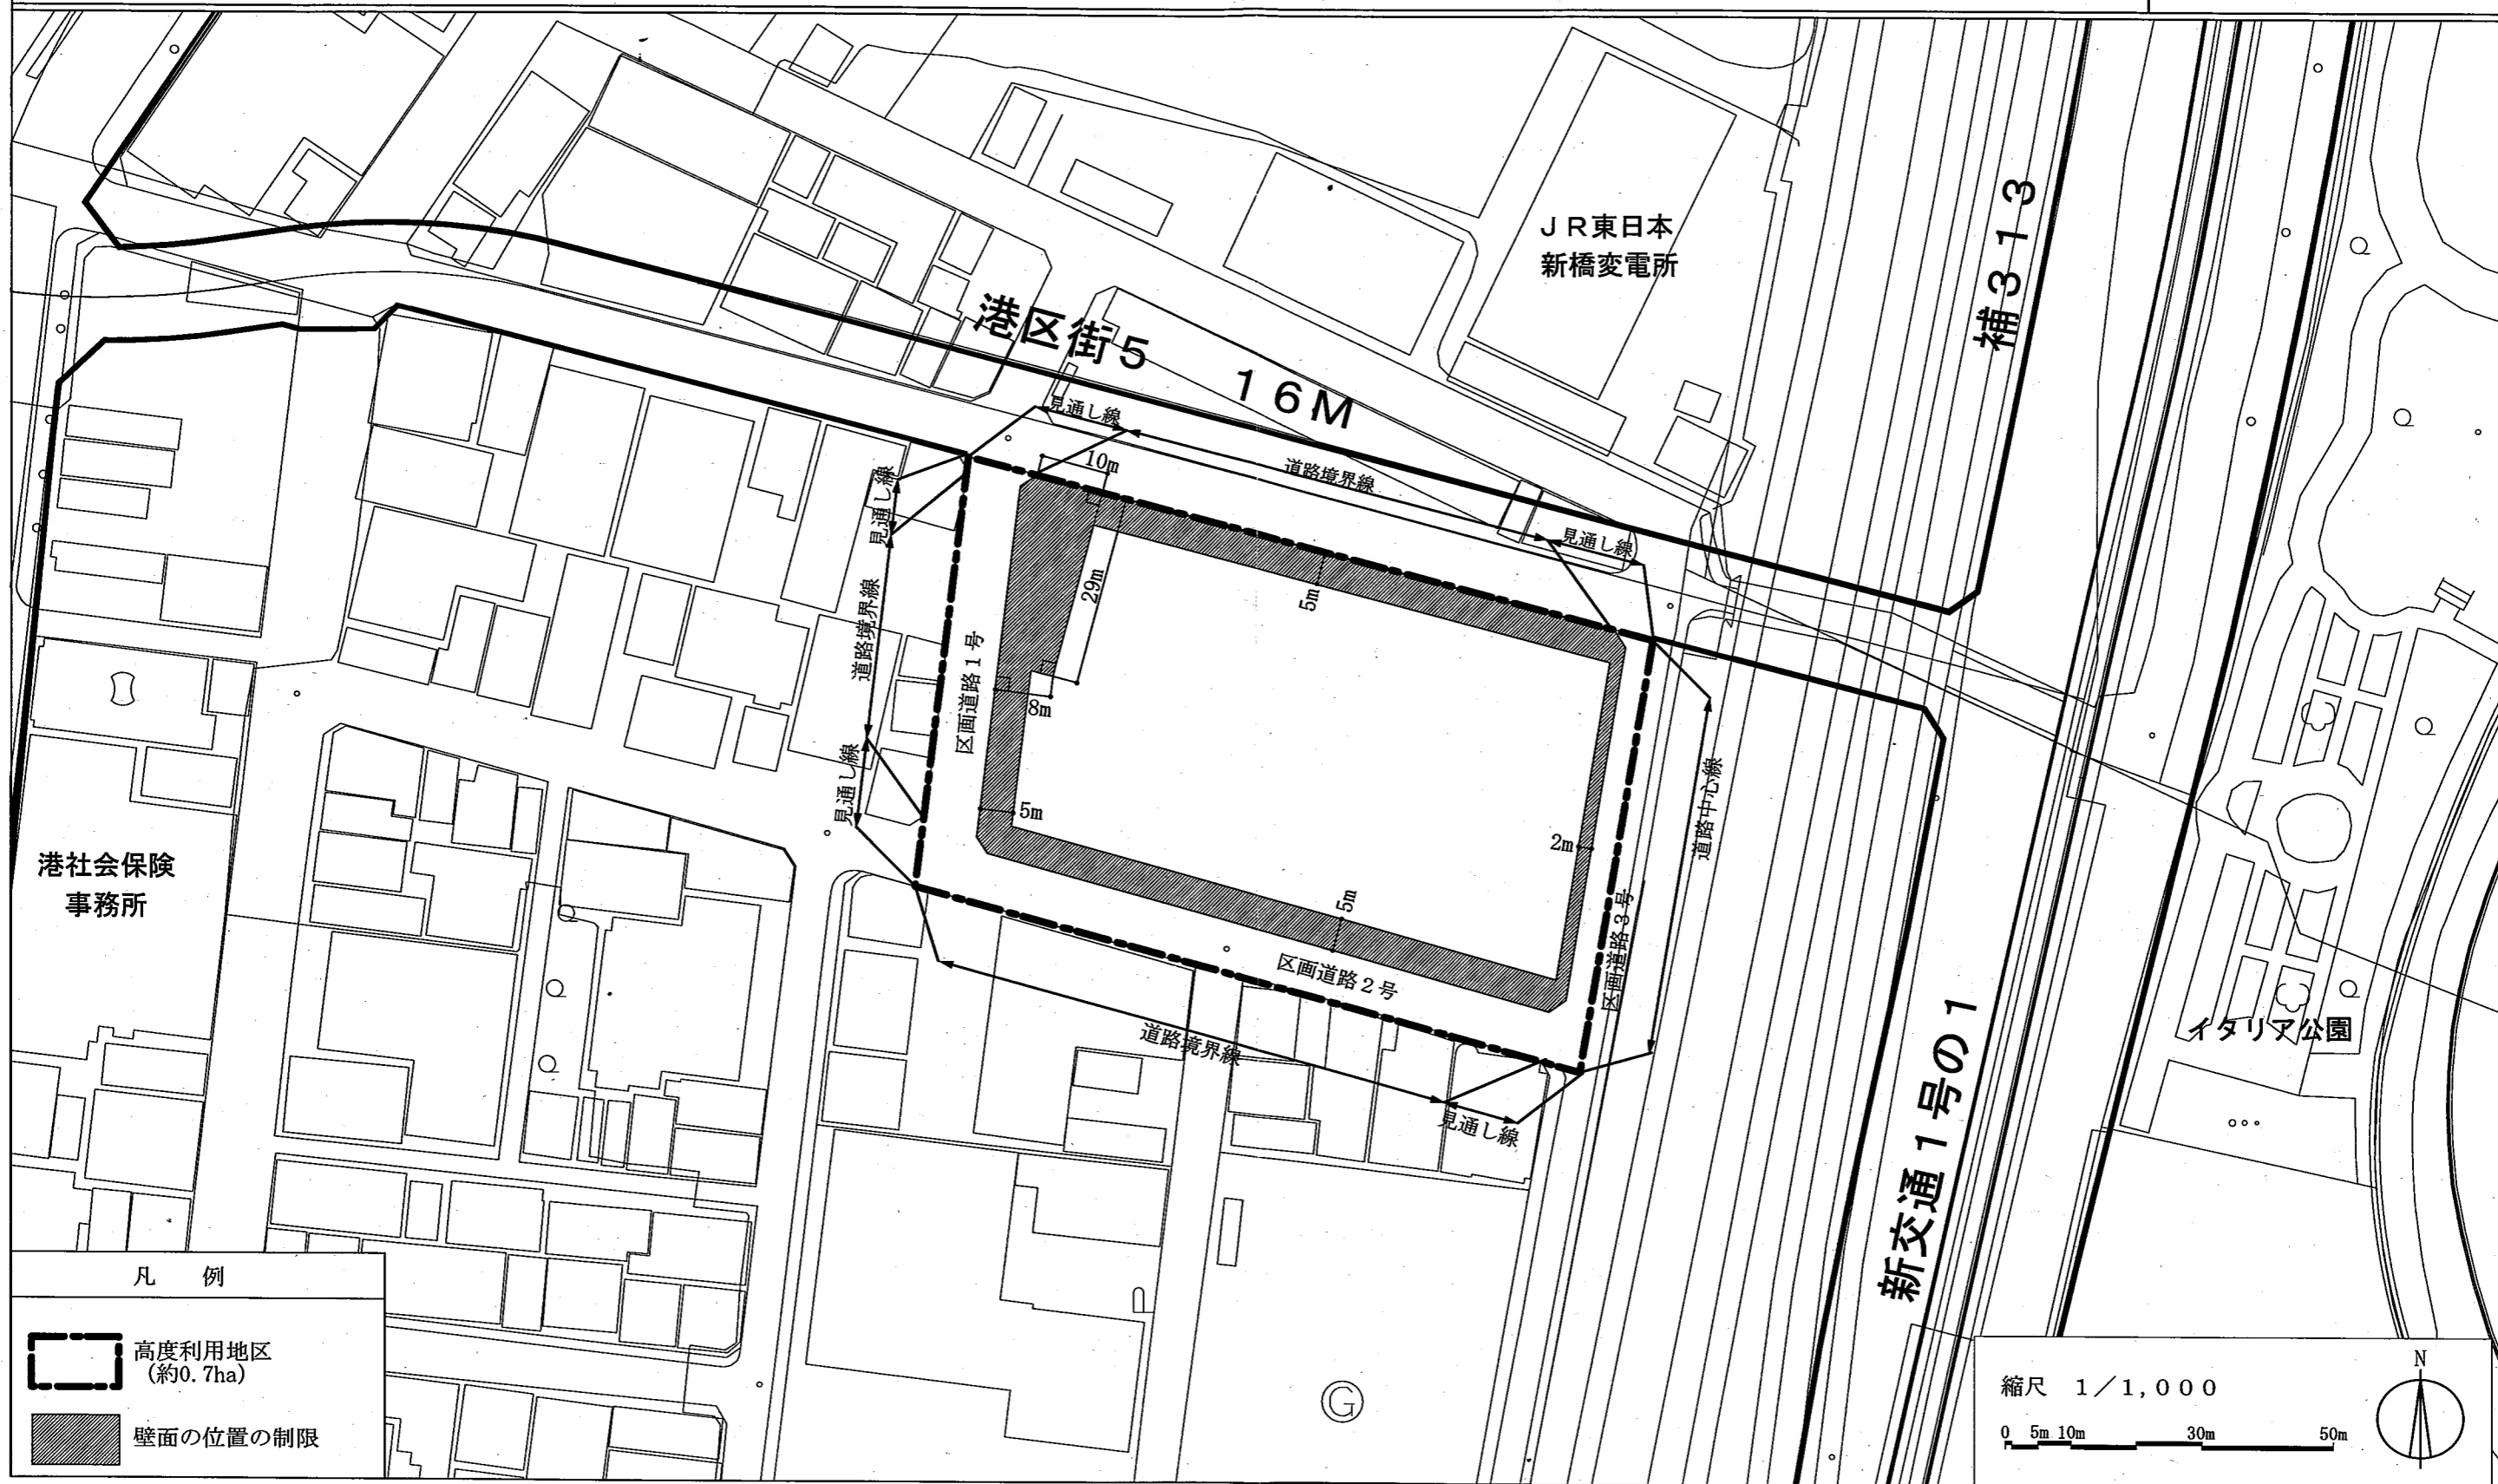 JR東日本
新橋変電所
補313
港区街5 16M
見通し線
10m
道路境界線
見通し線
見通し線
29m
5m
道路境界線
区画道路1号
8m
見通し線
5m
道路中心線
2m
5m
区画道路3号
区画道路2号
道路境界線
見通し線
港社会保険
事務所
イタリア公園
新交通1号の1
G
凡 例
高度利用地区
(約0.7ha)
壁面の位置の制限
N
縮尺 1/1,000
0 5m 10m 30m 50m